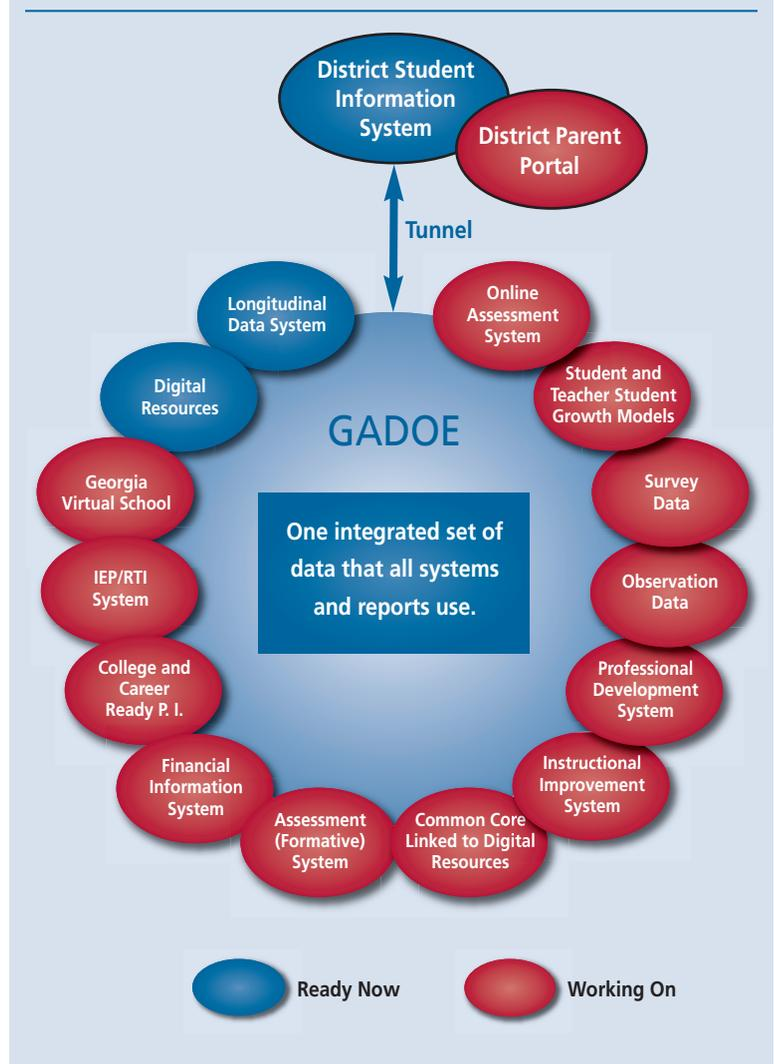 District Student
Information
System
District Parent
Portal
Tunnel
Longitudinal
Data System
Online
Assessment
System
Digital
Resources
Student and
Teacher Student
Growth Models
GADOE
Georgia
Virtual School
Survey
Data
One integrated set of
data that all systems
and reports use.
IEP/RTI
System
Observation
Data
College and
Career
Ready P. I.
Professional
Development
System
Financial
Information
System
Instructional
Improvement
System
Assessment
(Formative)
System
Common Core
Linked to Digital
Resources
Ready Now
Working On